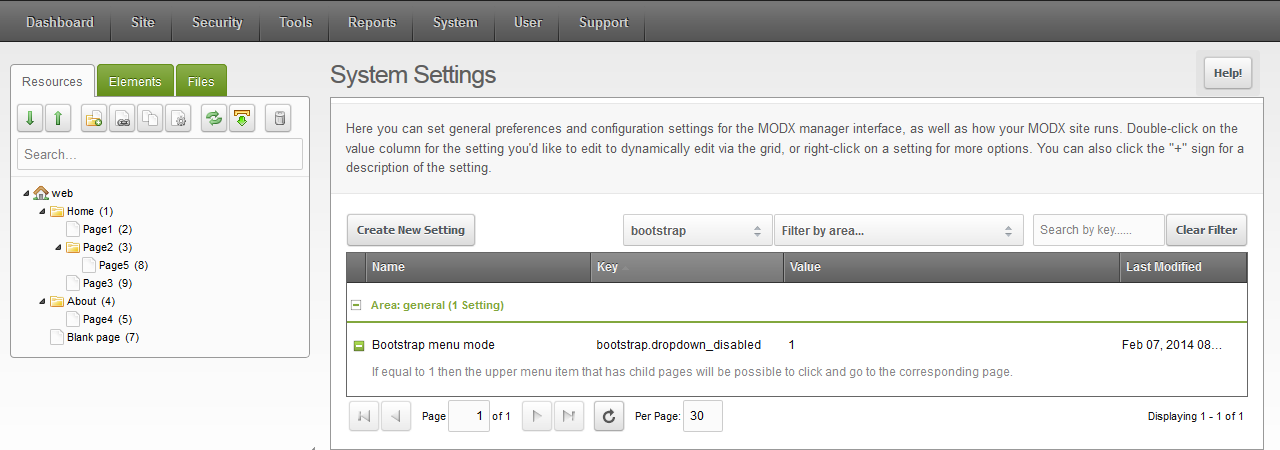 Dashboard Site Security Tools Reports System User Support
Resources Elements Files
Search...
web
Home (1)
Page1 (2)
Page2 (3)
Page5 (8)
Page3 (9)
About (4)
Page4 (5)
Blank page (7)
System Settings
Help!
Here you can set general preferences and configuration settings for the MODX manager interface, as well as how your MODX site runs. Double-click on the
value column for the setting you'd like to edit to dynamically edit via the grid, or right-click on a setting for more options. You can also click the "+" sign for a
description of the setting.
Create New Setting bootstrap Filter by area... Search by key...... Clear Filter
Name Key Value Last Modified
Area: general (1 Setting)
Bootstrap menu mode bootstrap.dropdown_disabled 1 Feb 07, 2014 08...
If equal to 1 then the upper menu item that has child pages will be possible to click and go to the corresponding page.
Page 1 of 1 Per Page: 30 Displaying 1 - 1 of 1